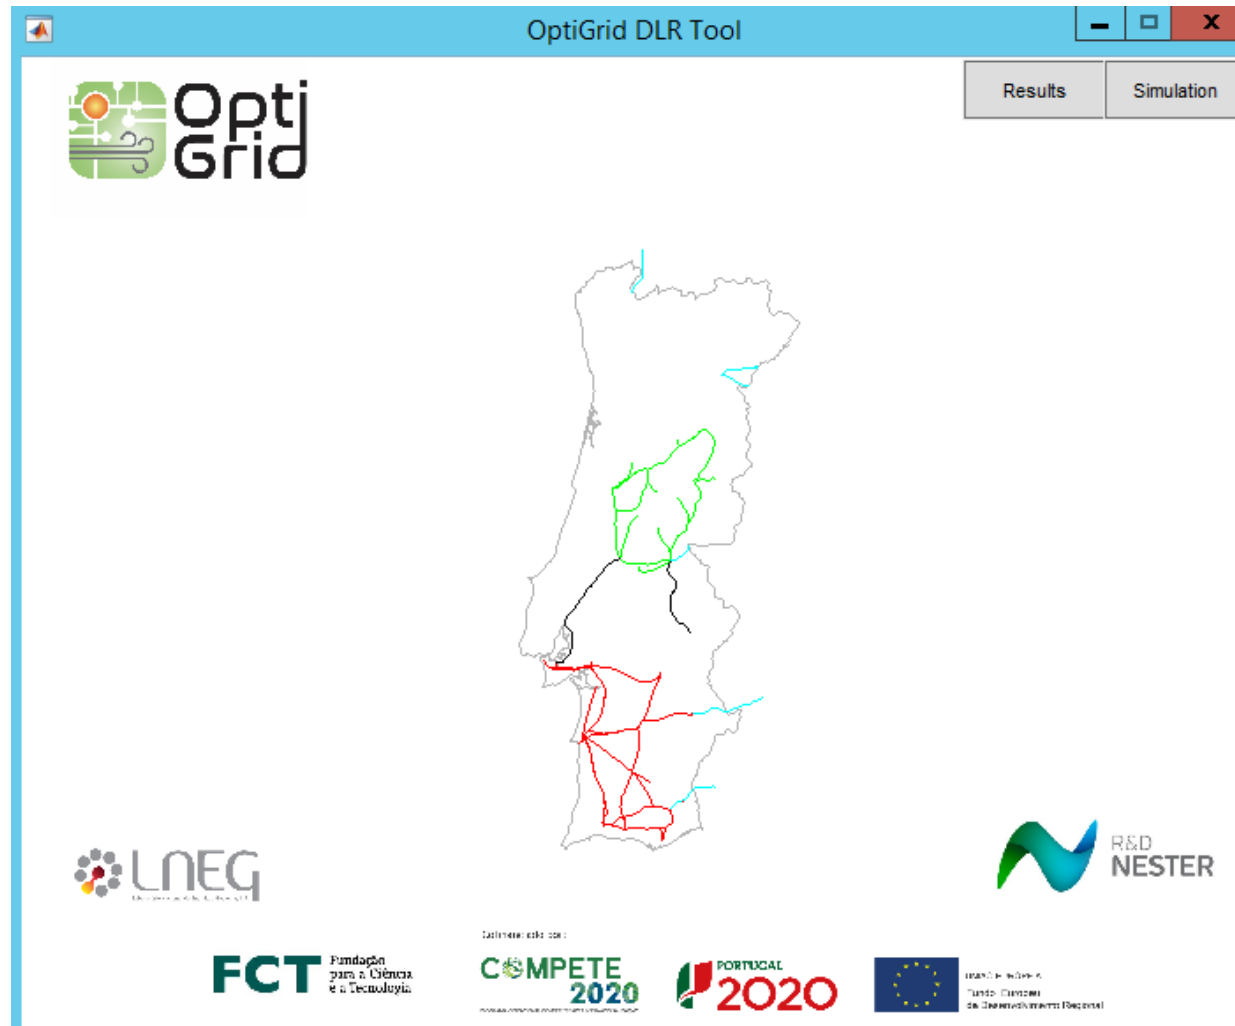 OptiGrid DLR Tool
Results
Simulation
Opti
Grid
LNEG
R&D
NESTER
FCT
Fundação
para a Ciência
e a Tecnologia
COMPETE
2020
PORTUGAL
2020
Fundo Europeu
de Desenvolvimento Regional